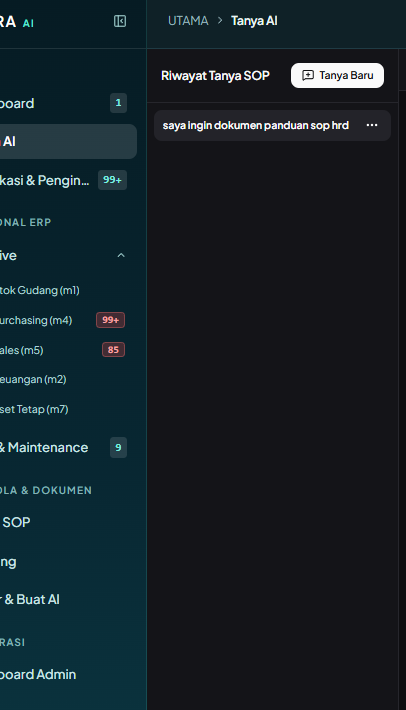 RA AI
UTAMA > Tanya AI
Riwayat Tanya SOP
Tanya Baru
saya ingin dokumen panduan sop hrd
board 1
AI
kasi & Pengin... 99+
ONAL ERP
ive
tok Gudang (m1)
urchasing (m4) 99+
ales (m5) 85
euangan (m2)
set Tetap (m7)
& Maintenance 9
OLA & DOKUMEN
SOP
ng
r & Buat AI
RASI
board Admin